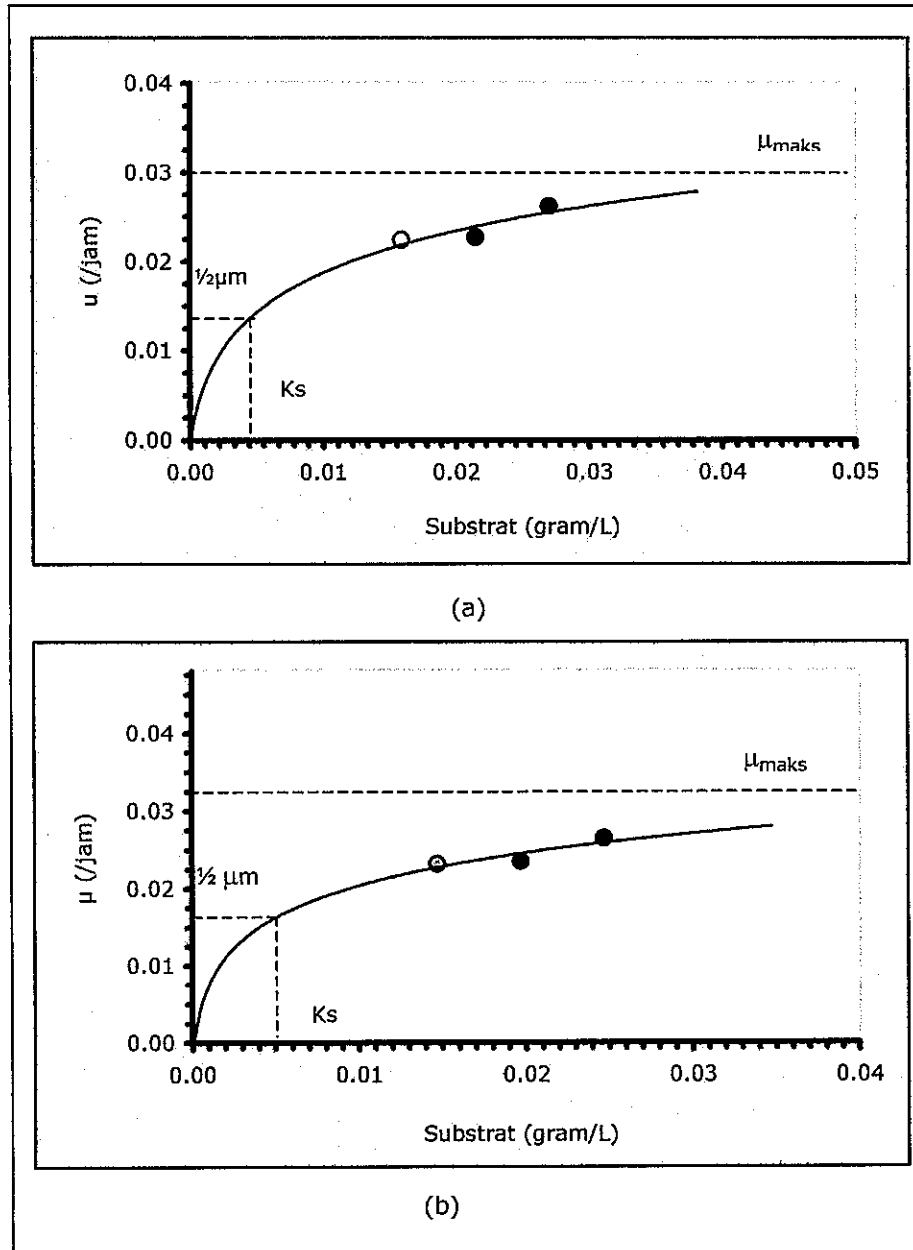 0.04
μmaks
0.03
u (/jam)
0.02
½μm
0.01
Ks
0.00
0.00 0.01 0.02 0.03 0.04 0.05
Substrat (gram/L)
(a)
0.04
μmaks
0.03
μ (/jam)
0.02
½ μm
0.01
Ks
0.00
0.00 0.01 0.02 0.03 0.04
Substrat (gram/L)
(b)